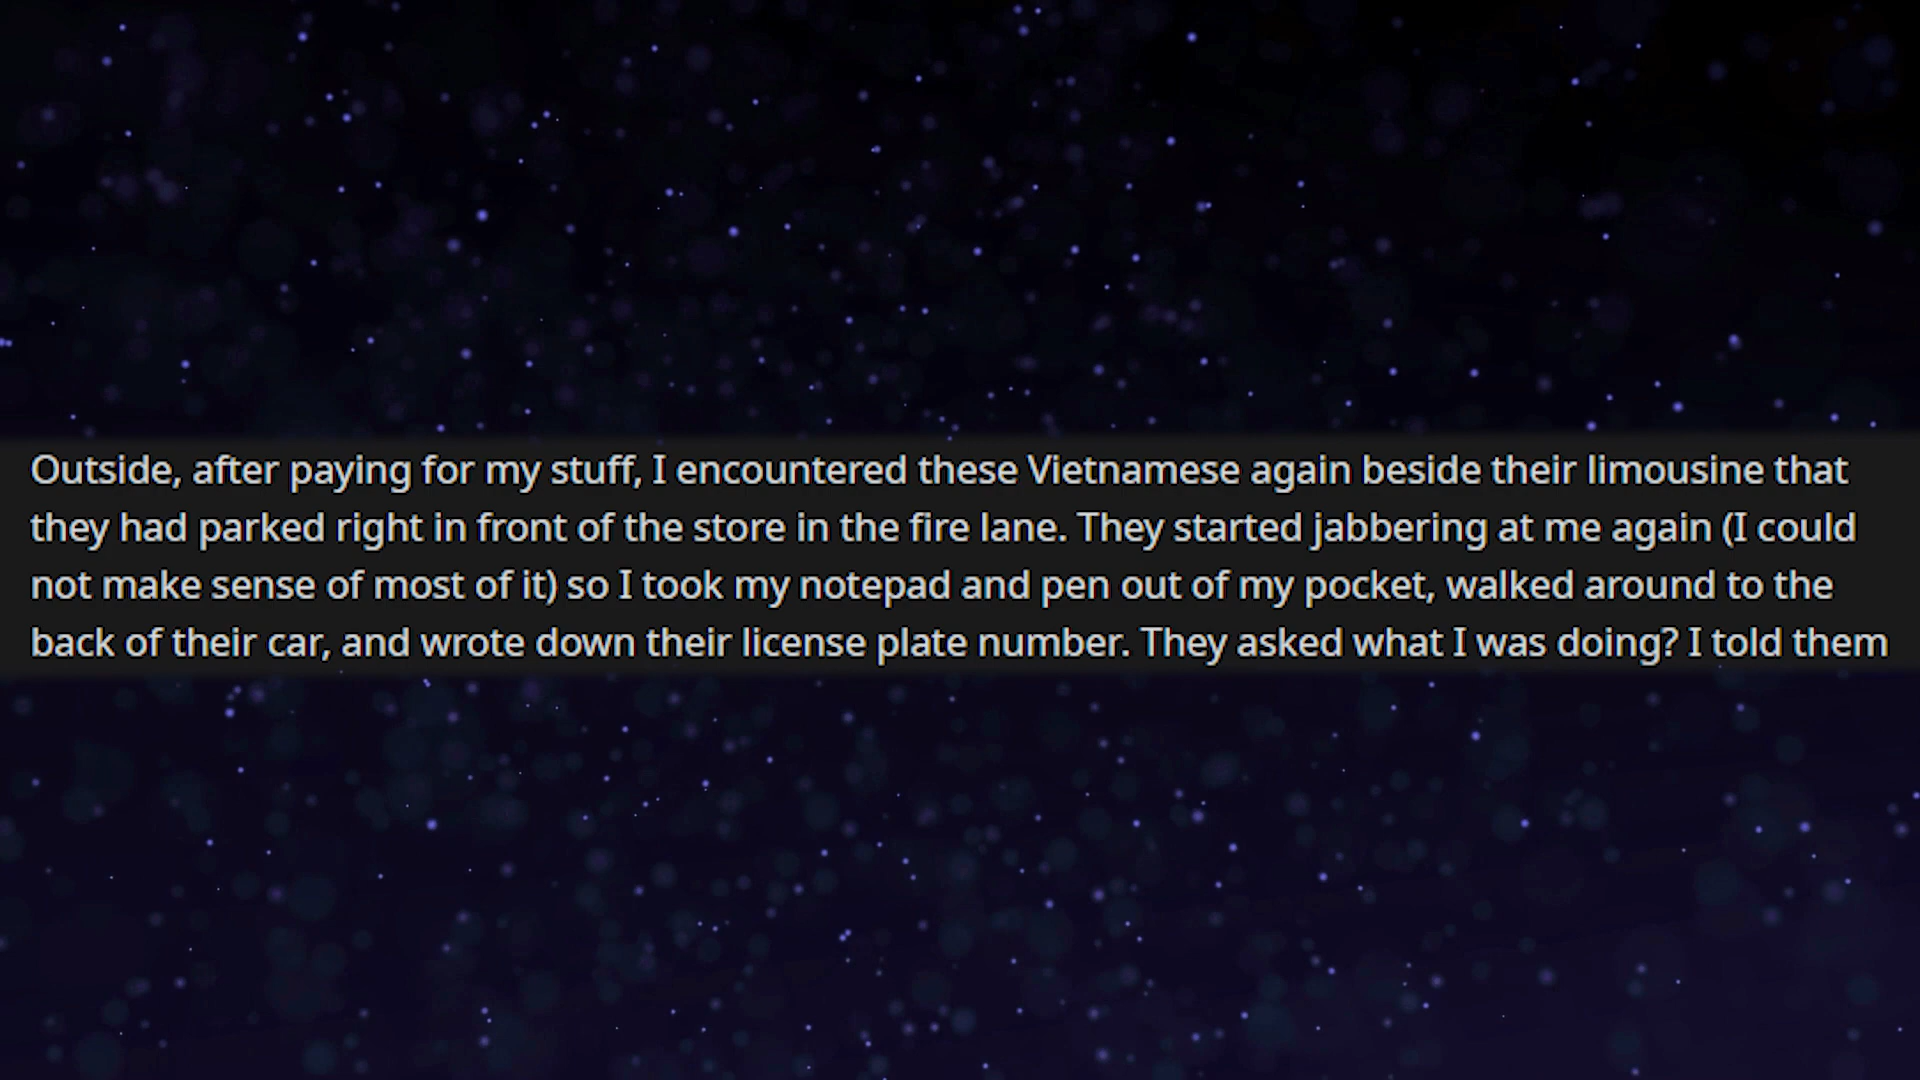 Outside, after paying for my stuff, I encountered these Vietnamese again beside their limousine that
they had parked right in front of the store in the fire lane. They started jabbering at me again (I could
not make sense of most of it) so I took my notepad and pen out of my pocket, walked around to the
back of their car, and wrote down their license plate number. They asked what I was doing? I told them